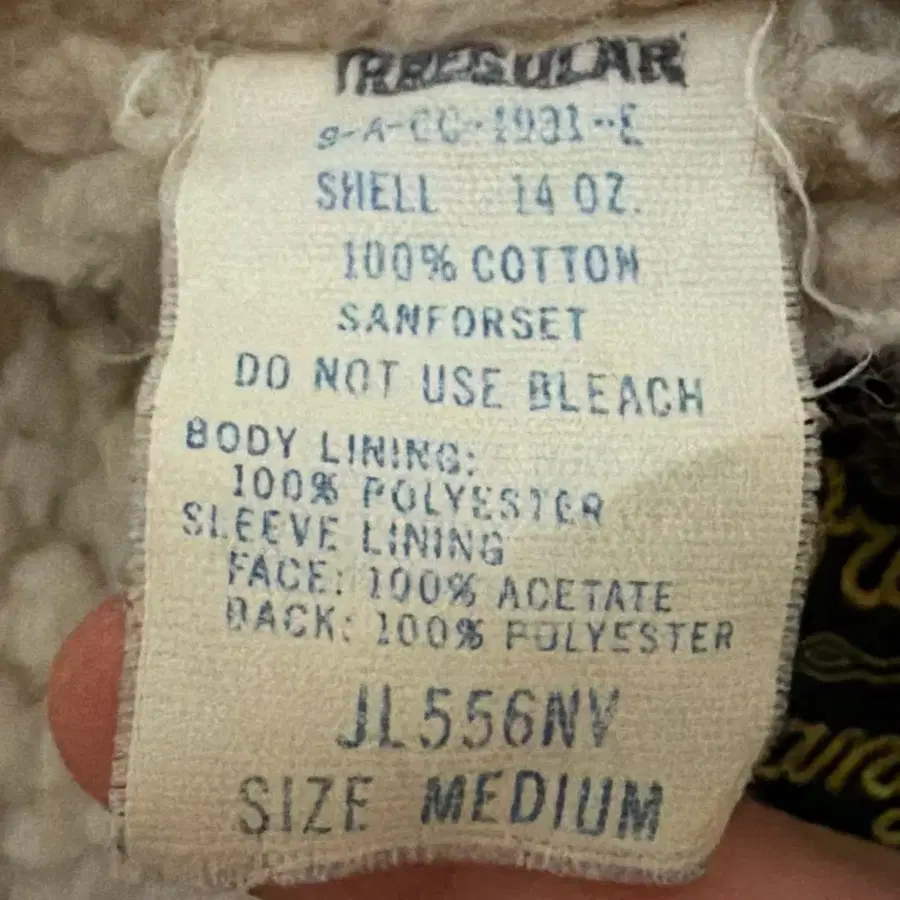 IRREGULAR
SHELL 14 OZ.
100% COTTON
SANFORSET
DO NOT USE BLEACH
BODY LINING:
100% POLYESTER
SLEEVE LINING
FACE: 100% ACETATE
BACK: 100% POLYESTER
JL556NV
SIZE MEDIUM